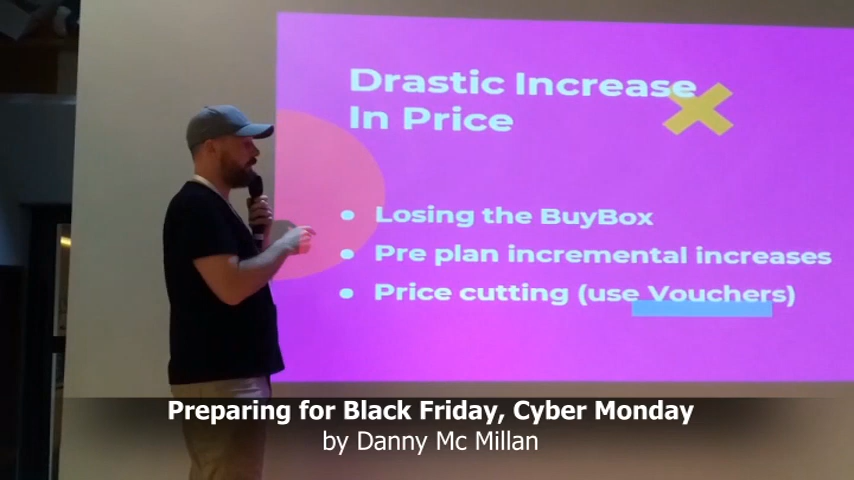 Drastic Increase
In Price
• Losing the BuyBox
• Pre plan incremental increases
• Price cutting (use Vouchers)
Preparing for Black Friday, Cyber Monday
by Danny Mc Millan